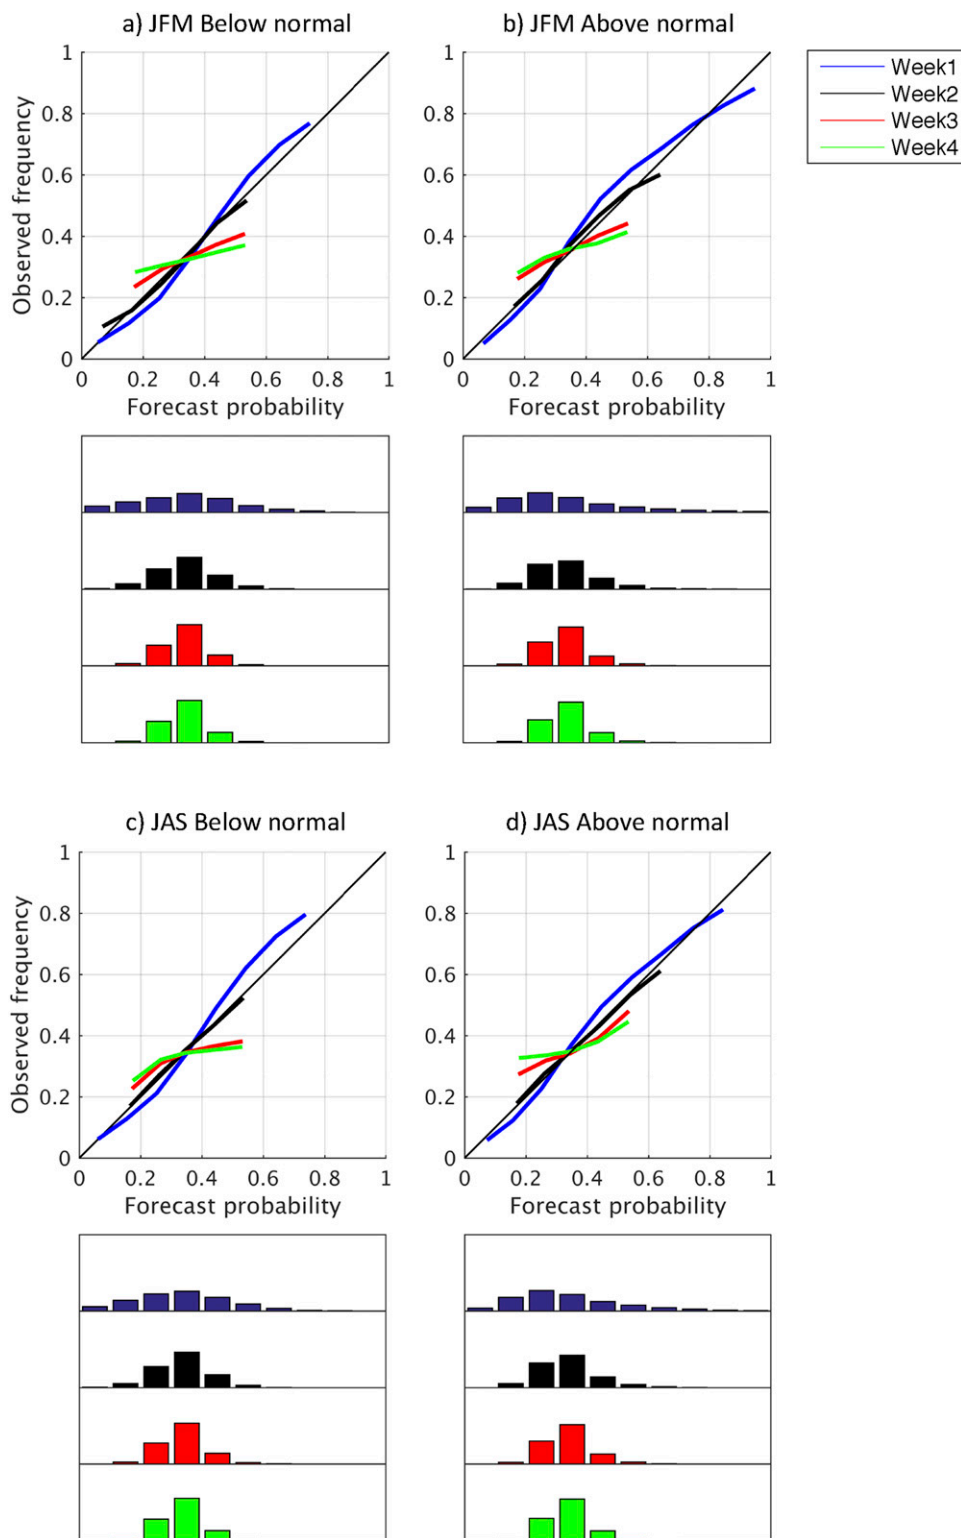 a) JFM Below normal
b) JFM Above normal
Week1
Week2
Week3
Week4
Observed frequency
1
0.8
0.6
0.4
0.2
0
0 0.2 0.4 0.6 0.8 1
Forecast probability
1
0.8
0.6
0.4
0.2
0
0 0.2 0.4 0.6 0.8 1
Forecast probability
c) JAS Below normal
d) JAS Above normal
Observed frequency
1
0.8
0.6
0.4
0.2
0
0 0.2 0.4 0.6 0.8 1
Forecast probability
1
0.8
0.6
0.4
0.2
0
0 0.2 0.4 0.6 0.8 1
Forecast probability